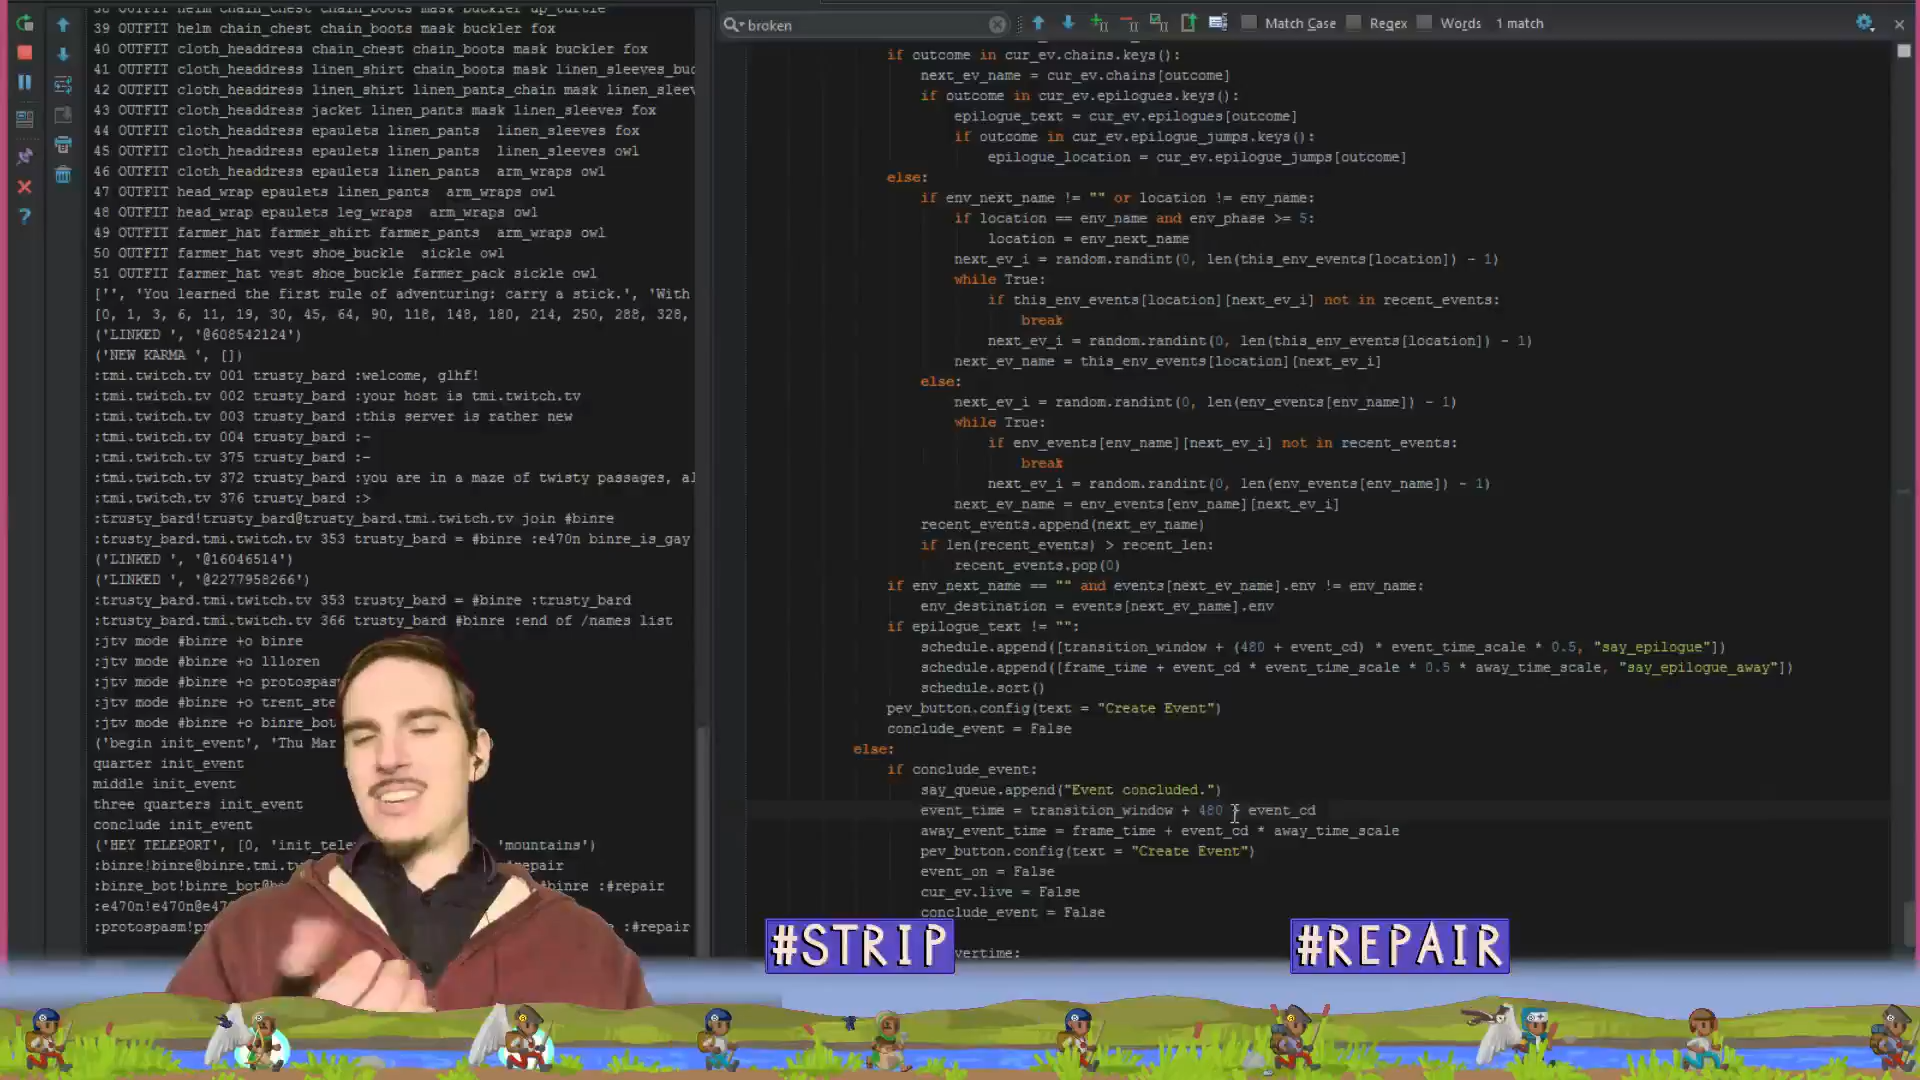 38 OUTFIT helm chain_chest chain_boots mask buckler up_turtle
39 OUTFIT helm chain_chest chain_boots mask buckler fox
40 OUTFIT cloth_headdress chain_chest chain_boots mask buckler fox
41 OUTFIT cloth_headdress linen_shirt chain_boots mask linen_sleeves_buc
42 OUTFIT cloth_headdress linen_shirt linen_pants_chain mask linen_sleev
43 OUTFIT cloth_headdress jacket linen_pants mask linen_sleeves fox
44 OUTFIT cloth_headdress epaulets linen_pants  linen_sleeves fox
45 OUTFIT cloth_headdress epaulets linen_pants  linen_sleeves owl
46 OUTFIT cloth_headdress epaulets linen_pants  arm_wraps owl
47 OUTFIT head_wrap epaulets linen_pants  arm_wraps owl
48 OUTFIT head_wrap epaulets leg_wraps  arm_wraps owl
49 OUTFIT farmer_hat farmer_shirt farmer_pants  arm_wraps owl
50 OUTFIT farmer_hat vest shoe_buckle  sickle owl
51 OUTFIT farmer_hat vest shoe_buckle farmer_pack sickle owl
['', 'You learned the first rule of adventuring: carry a stick.', 'With
[0, 1, 3, 6, 11, 19, 30, 45, 64, 90, 118, 148, 180, 214, 250, 288, 328,
('LINKED ', '@608542124')
('NEW KARMA ', [])
:tmi.twitch.tv 001 trusty_bard :welcome, glhf!
:tmi.twitch.tv 002 trusty_bard :your host is tmi.twitch.tv
:tmi.twitch.tv 003 trusty_bard :this server is rather new
:tmi.twitch.tv 004 trusty_bard :-
:tmi.twitch.tv 375 trusty_bard :-
:tmi.twitch.tv 372 trusty_bard :you are in a maze of twisty passages, al
:tmi.twitch.tv 376 trusty_bard :>
:trusty_bard!trusty_bard@trusty_bard.tmi.twitch.tv join #binre
:trusty_bard.tmi.twitch.tv 353 trusty_bard = #binre :e470n binre_is_gay
('LINKED ', '@16046514')
('LINKED ', '@2277958266')
:trusty_bard.tmi.twitch.tv 353 trusty_bard = #binre :trusty_bard
:trusty_bard.tmi.twitch.tv 366 trusty_bard #binre :end of /names list
:jtv mode #binre +o binre
:jtv mode #binre +o llloren
:jtv mode #binre +o protospas
:jtv mode #binre +o trent_ste
:jtv mode #binre +o binre_bot
('begin init_event', 'Thu Mar
quarter init_event
middle init_event
three quarters init_event
conclude init_event
('HEY TELEPORT', [0, 'init_tele 'mountains')
:binre!binre@binre.tmi.tw repair
:binre_bot!binre_bot@b #binre :#repair
:e470n!e470n@e47
:protospasm!pr :#repair
broken
Match Case
Regex
Words
1 match
if outcome in cur_ev.chains.keys():
next_ev_name = cur_ev.chains[outcome]
if outcome in cur_ev.epilogues.keys():
epilogue_text = cur_ev.epilogues[outcome]
if outcome in cur_ev.epilogue_jumps.keys():
epilogue_location = cur_ev.epilogue_jumps[outcome]
else:
if env_next_name != "" or location != env_name:
if location == env_name and env_phase >= 5:
location = env_next_name
next_ev_i = random.randint(0, len(this_env_events[location]) - 1)
while True:
if this_env_events[location][next_ev_i] not in recent_events:
break
next_ev_i = random.randint(0, len(this_env_events[location]) - 1)
next_ev_name = this_env_events[location][next_ev_i]
else:
next_ev_i = random.randint(0, len(env_events[env_name]) - 1)
while True:
if env_events[env_name][next_ev_i] not in recent_events:
break
next_ev_i = random.randint(0, len(env_events[env_name]) - 1)
next_ev_name = env_events[env_name][next_ev_i]
recent_events.append(next_ev_name)
if len(recent_events) > recent_len:
recent_events.pop(0)
if env_next_name == "" and events[next_ev_name].env != env_name:
env_destination = events[next_ev_name].env
if epilogue_text != "":
schedule.append([transition_window + (480 + event_cd) * event_time_scale * 0.5, "say_epilogue"])
schedule.append([frame_time + event_cd * event_time_scale * 0.5 * away_time_scale, "say_epilogue_away"])
schedule.sort()
pev_button.config(text = "Create Event")
conclude_event = False
else:
if conclude_event:
say_queue.append("Event concluded.")
event_time = transition_window + 480 + event_cd
away_event_time = frame_time + event_cd * away_time_scale
pev_button.config(text = "Create Event")
event_on = False
cur_ev.live = False
conclude_event = False
vertime:
#STRIP
#REPAIR